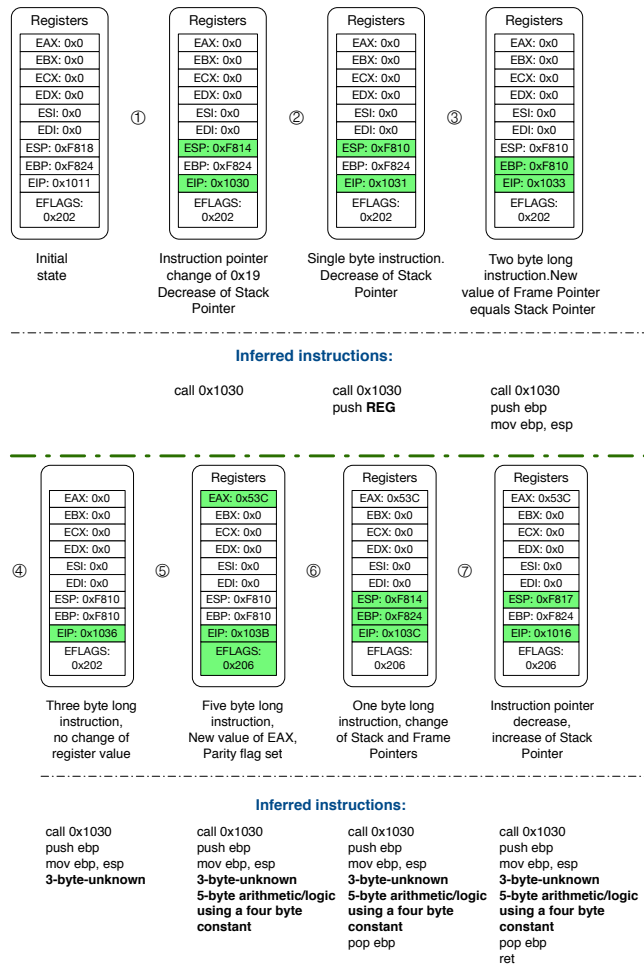 Registers
EAX: 0x0
EBX: 0x0
ECX: 0x0
EDX: 0x0
ESI: 0x0
EDI: 0x0
ESP: 0xF818
EBP: 0xF824
EIP: 0x1011
EFLAGS:
0x202
Initial
state
①
Registers
EAX: 0x0
EBX: 0x0
ECX: 0x0
EDX: 0x0
ESI: 0x0
EDI: 0x0
ESP: 0xF814
EBP: 0xF824
EIP: 0x1030
EFLAGS:
0x202
Instruction pointer
change of 0x19
Decrease of Stack
Pointer
②
Registers
EAX: 0x0
EBX: 0x0
ECX: 0x0
EDX: 0x0
ESI: 0x0
EDI: 0x0
ESP: 0xF810
EBP: 0xF824
EIP: 0x1031
EFLAGS:
0x202
Single byte instruction.
Decrease of Stack
Pointer
③
Registers
EAX: 0x0
EBX: 0x0
ECX: 0x0
EDX: 0x0
ESI: 0x0
EDI: 0x0
ESP: 0xF810
EBP: 0xF810
EIP: 0x1033
EFLAGS:
0x202
Two byte long
instruction.New
value of Frame Pointer
equals Stack Pointer
Inferred instructions:
call 0x1030
call 0x1030
push REG
call 0x1030
push ebp
mov ebp, esp
④
Registers
EAX: 0x0
EBX: 0x0
ECX: 0x0
EDX: 0x0
ESI: 0x0
EDI: 0x0
ESP: 0xF810
EBP: 0xF810
EIP: 0x1036
EFLAGS:
0x202
Three byte long
instruction,
no change of
register value
⑤
Registers
EAX: 0x53C
EBX: 0x0
ECX: 0x0
EDX: 0x0
ESI: 0x0
EDI: 0x0
ESP: 0xF810
EBP: 0xF810
EIP: 0x103B
EFLAGS:
0x206
Five byte long
instruction,
New value of EAX,
Parity flag set
⑥
Registers
EAX: 0x53C
EBX: 0x0
ECX: 0x0
EDX: 0x0
ESI: 0x0
EDI: 0x0
ESP: 0xF814
EBP: 0xF824
EIP: 0x103C
EFLAGS:
0x206
One byte long
instruction, change
of Stack and Frame
Pointers
⑦
Registers
EAX: 0x53C
EBX: 0x0
ECX: 0x0
EDX: 0x0
ESI: 0x0
EDI: 0x0
ESP: 0xF817
EBP: 0xF824
EIP: 0x1016
EFLAGS:
0x206
Instruction pointer
decrease,
increase of Stack
Pointer
Inferred instructions:
call 0x1030
push ebp
mov ebp, esp
3-byte-unknown
call 0x1030
push ebp
mov ebp, esp
3-byte-unknown
5-byte arithmetic/logic
using a four byte
constant
call 0x1030
push ebp
mov ebp, esp
3-byte-unknown
5-byte arithmetic/logic
using a four byte
constant
pop ebp
call 0x1030
push ebp
mov ebp, esp
3-byte-unknown
5-byte arithmetic/logic
using a four byte
constant
pop ebp
ret